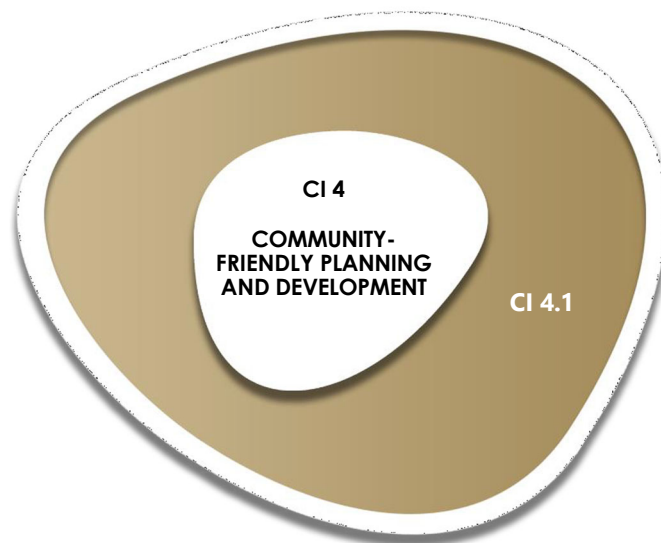 CI 4
COMMUNITY-
FRIENDLY PLANNING
AND DEVELOPMENT
CI 4.1